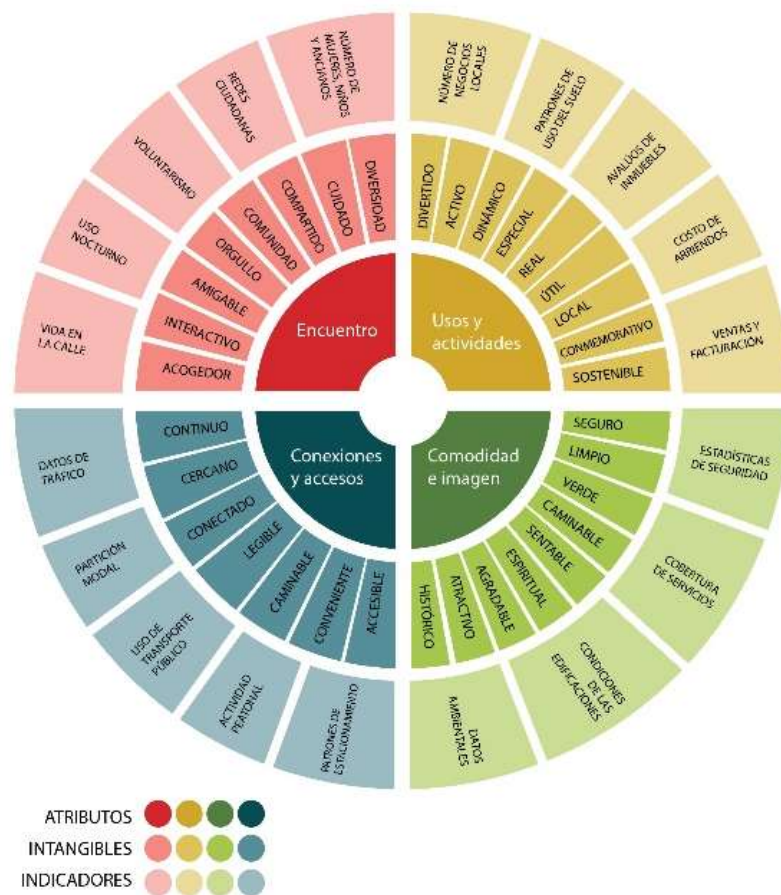 NÚMERO DE
MUJERES, NIÑOS
Y ANCIANOS
REDES
CIUDADANAS
VOLUNTARISMO
USO
NOCTURNO
VIDA EN
LA CALLE
DIVERSIDAD
CUIDADO
COMPARTIDO
COMUNIDAD
ORGULLO
AMIGABLE
INTERACTIVO
ACOGEDOR
Encuentro
NÚMERO DE
NEGOCIOS
LOCALES
PATRONES DE
USO DEL SUELO
AVALÚOS DE
INMUEBLES
COSTO DE
ARRIENDOS
VENTAS Y
FACTURACIÓN
DIVERTIDO
ACTIVO
DINÁMICO
ESPECIAL
REAL
ÚTIL
LOCAL
CONMEMORATIVO
SOSTENIBLE
Usos y
actividades
Conexiones
y accesos
CONTINUO
CERCANO
CONECTADO
LEGIBLE
CAMINABLE
CONVENIENTE
ACCESIBLE
DATOS DE
TRÁFICO
PARTICIÓN
MODAL
USO DE
TRANSPORTE
PÚBLICO
ACTIVIDAD
PEATONAL
PATRONES DE
ESTACIONAMIENTO
Comodidad
e imagen
SEGURO
LIMPIO
VERDE
CAMINABLE
SENTABLE
ESPIRITUAL
AGRADABLE
ATRACTIVO
HISTÓRICO
ESTADÍSTICAS
DE SEGURIDAD
COBERTURA
DE SERVICIOS
CONDICIONES
DE LAS
EDIFICACIONES
DATOS
AMBIENTALES
ATRIBUTOS
INTANGIBLES
INDICADORES